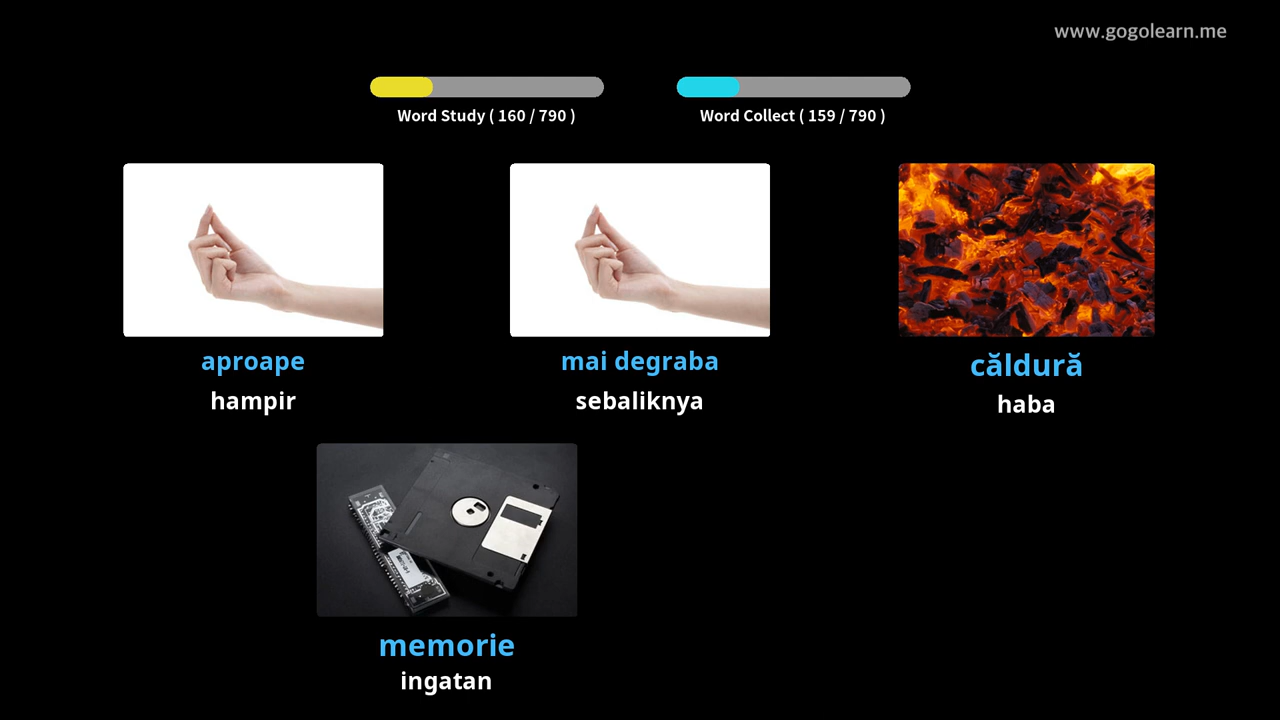 www.gogolearn.me
Word Study ( 160 / 790 )
Word Collect ( 159 / 790 )
aproape
hampir
mai degraba
sebaliknya
căldură
haba
memorie
ingatan